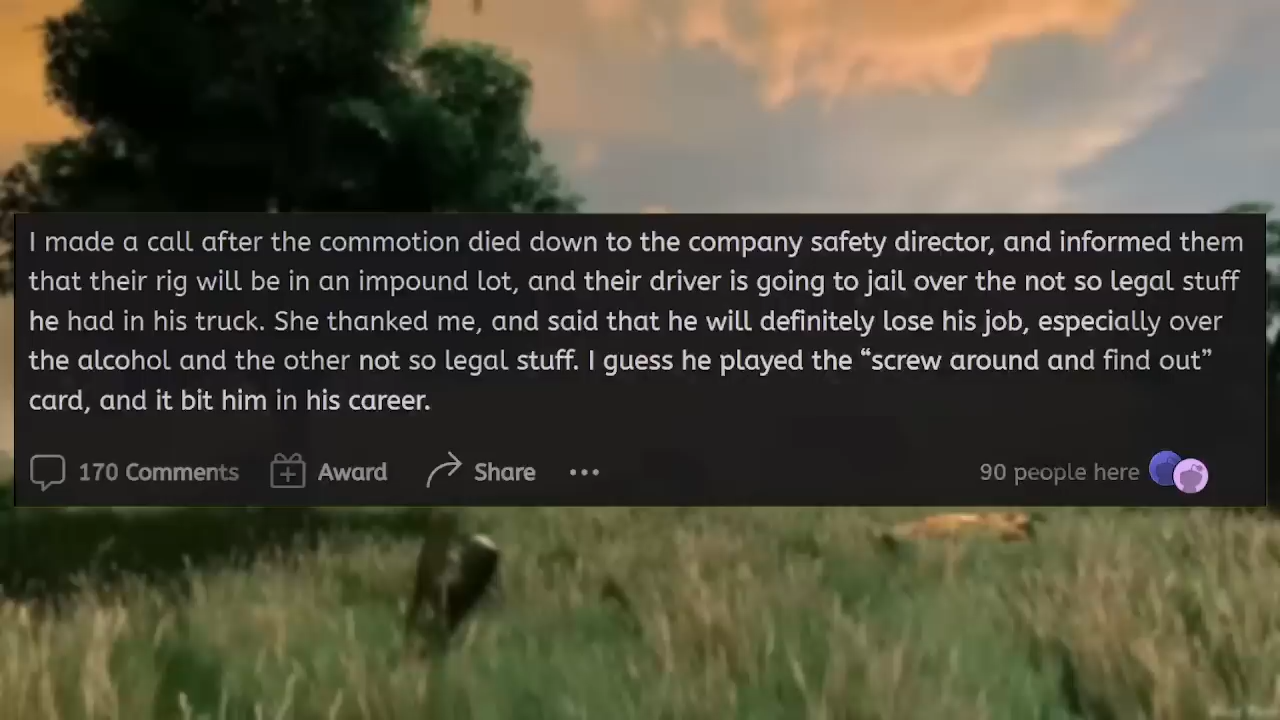 I made a call after the commotion died down to the company safety director, and informed them
that their rig will be in an impound lot, and their driver is going to jail over the not so legal stuff
he had in his truck. She thanked me, and said that he will definitely lose his job, especially over
the alcohol and the other not so legal stuff. I guess he played the “screw around and find out”
card, and it bit him in his career.
170 Comments Award Share ••• 90 people here